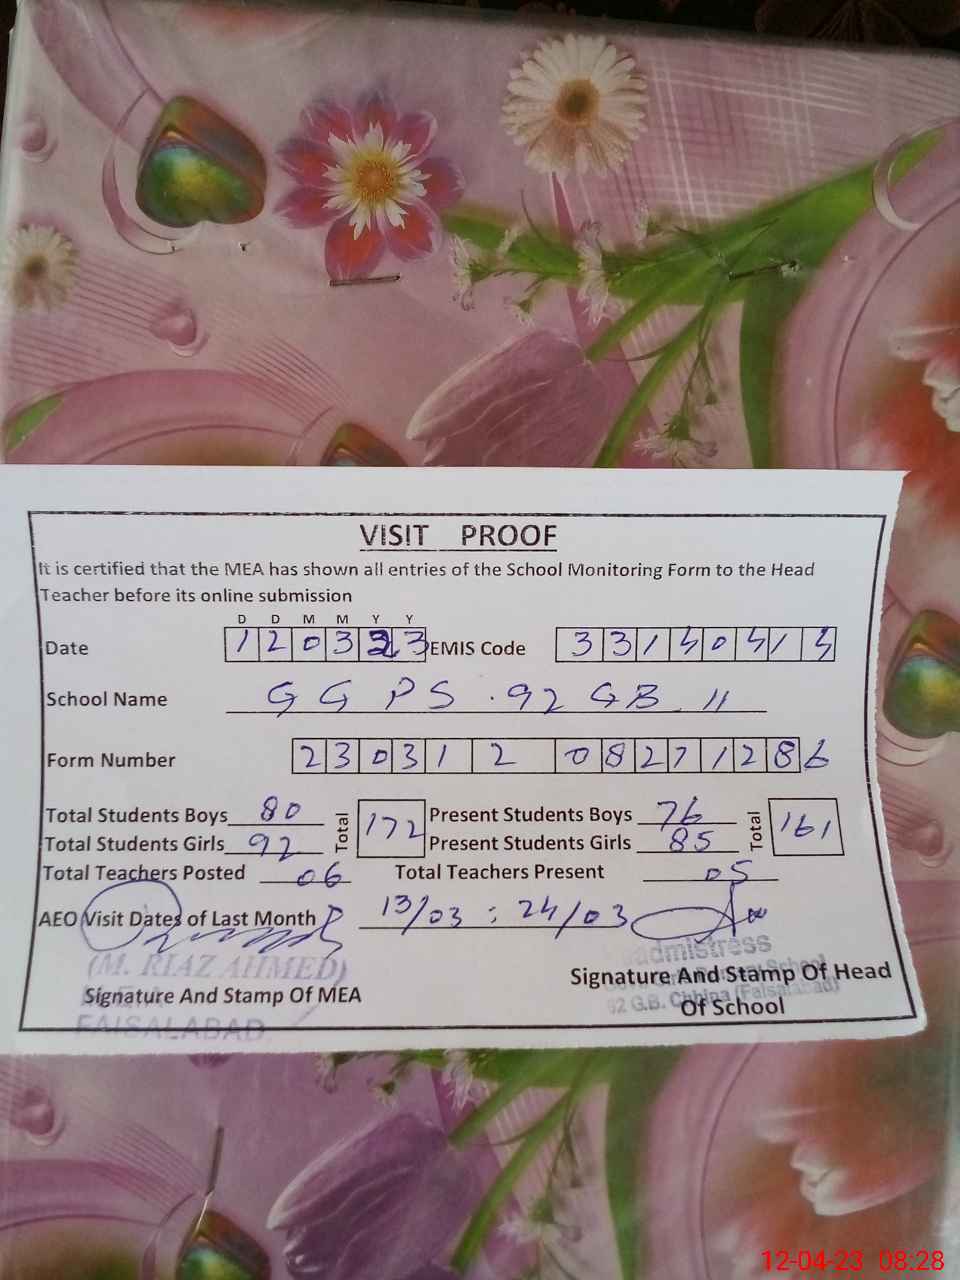 VISIT PROOF
It is certified that the MEA has shown all entries of the School Monitoring Form to the Head
Teacher before its online submission
D D M M Y Y
Date 1 2 0 3 2 3 EMIS Code 3 3 1 3 0 3 1 3
School Name G G P S . 92 G B 11
Form Number 2 3 0 3 1 2 0 8 2 7 1 2 8 6
Total Students Boys 80 Total 172 Present Students Boys 76 Total 161
Total Students Girls 92 Present Students Girls 85
Total Teachers Posted 06 Total Teachers Present 05
AEO Visit Dates of Last Month 13/03 : 24/03
(M. RIAZ AHMED)
Signature And Stamp Of MEA
FAISALABAD.
admistress
Signature And Stamp Of Head
Of School
92 G.B. Chhina (Faisalabad)
12-04-23 08:28